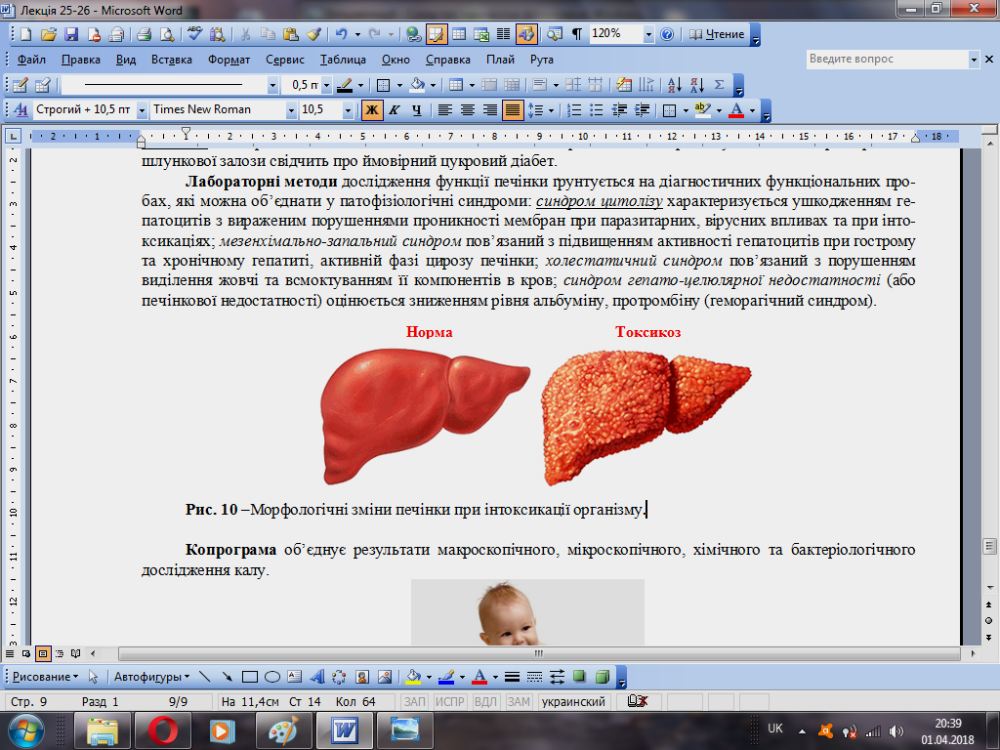 Лекція 25-26 - Microsoft Word
120%
Чтение
Файл Правка Вид Вставка Формат Сервис Таблица Окно Справка Плай Рута
Введите вопрос
0,5 п
Строгий + 10,5 пт Times New Roman 10,5 Ж К Ч
2 1 1 2 3 4 5 6 7 8 9 10 11 12 13 14 15 16 17 18
шлункової залози свідчить про ймовірний цукровий діабет.
Лабораторні методи дослідження функції печінки ґрунтується на діагностичних функціональних про-
бах, які можна об’єднати у патофізіологічні синдроми: синдром цитолізу характеризується ушкодженням ге-
патоцитів з вираженим порушеннями проникності мембран при паразитарних, вірусних впливах та при інто-
ксикаціях; мезенхімально-запальний синдром пов’язаний з підвищенням активності гепатоцитів при гострому
та хронічному гепатиті, активній фазі цирозу печінки; холестатичний синдром пов’язаний з порушенням
виділення жовчі та всмоктуванням її компонентів в кров; синдром гепато-целюлярної недостатності (або
печінкової недостатності) оцінюється зниженням рівня альбуміну, протромбіну (геморагічний синдром).
Норма Токсикоз
Рис. 10 –Морфологічні зміни печінки при інтоксикації організму.
Копрограма об’єднує результати макроскопічного, мікроскопічного, хімічного та бактеріологічного
дослідження калу.
Рисование Автофигуры
Стр. 9 Разд 1 9/9 На 11,4см Ст 14 Кол 64 ЗАП ИСПР ВДЛ ЗАМ украинский
UK 20:39
01.04.2018